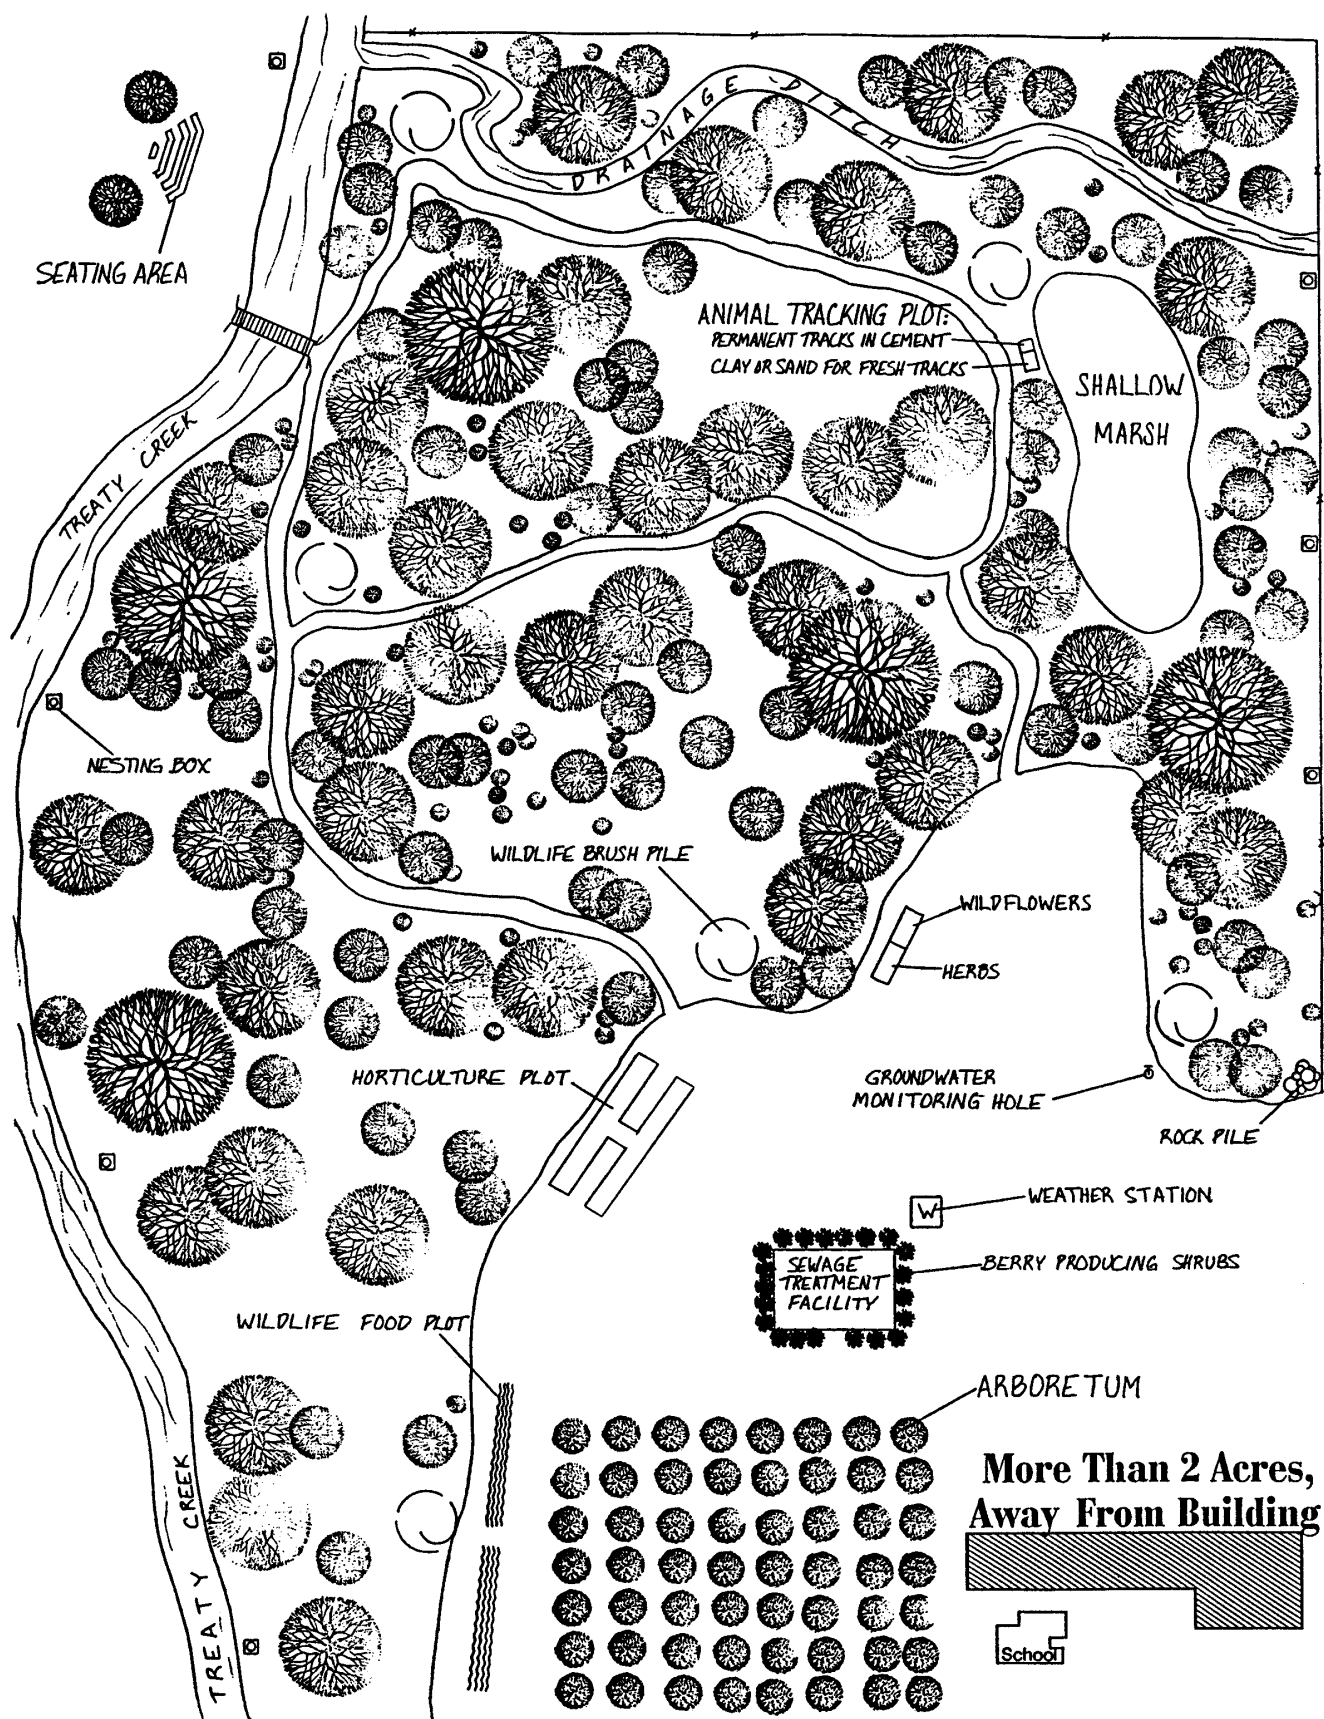 DRAINAGE DITCH
SEATING AREA
ANIMAL TRACKING PLOT:
PERMANENT TRACKS IN CEMENT
CLAY OR SAND FOR FRESH TRACKS
SHALLOW
MARSH
TREATY CREEK
NESTING BOX
WILDLIFE BRUSH PILE
WILDFLOWERS
HERBS
HORTICULTURE PLOT
GROUNDWATER
MONITORING HOLE
ROCK PILE
W
WEATHER STATION
SEWAGE
TREATMENT
FACILITY
BERRY PRODUCING SHRUBS
WILDLIFE FOOD PLOT
ARBORETUM
More Than 2 Acres,
Away From Building
School
TREATY CREEK